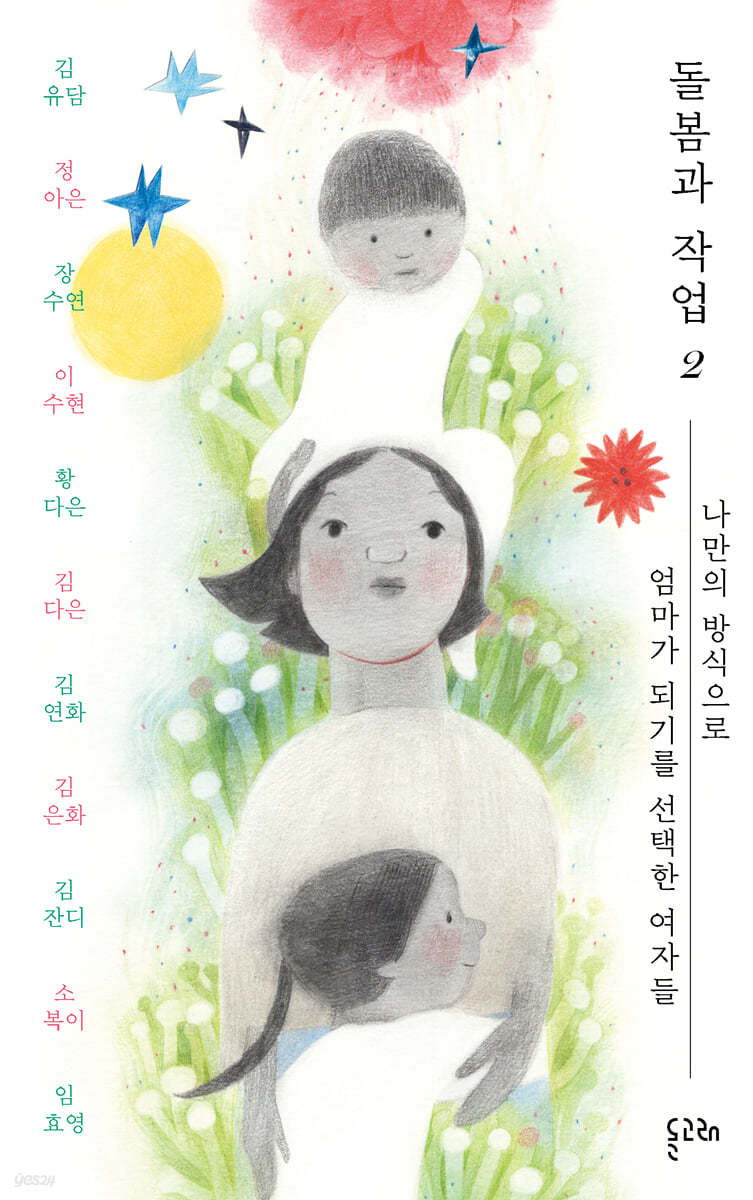 돌봄과 작업 2
나만의 방식으로
엄마가 되기를 선택한 여자들
김
유담
정
아은
장
수연
이
수현
황
다은
김
다은
김
연화
김
은화
김
잔디
소
복이
임
효영
돌고래
yes24